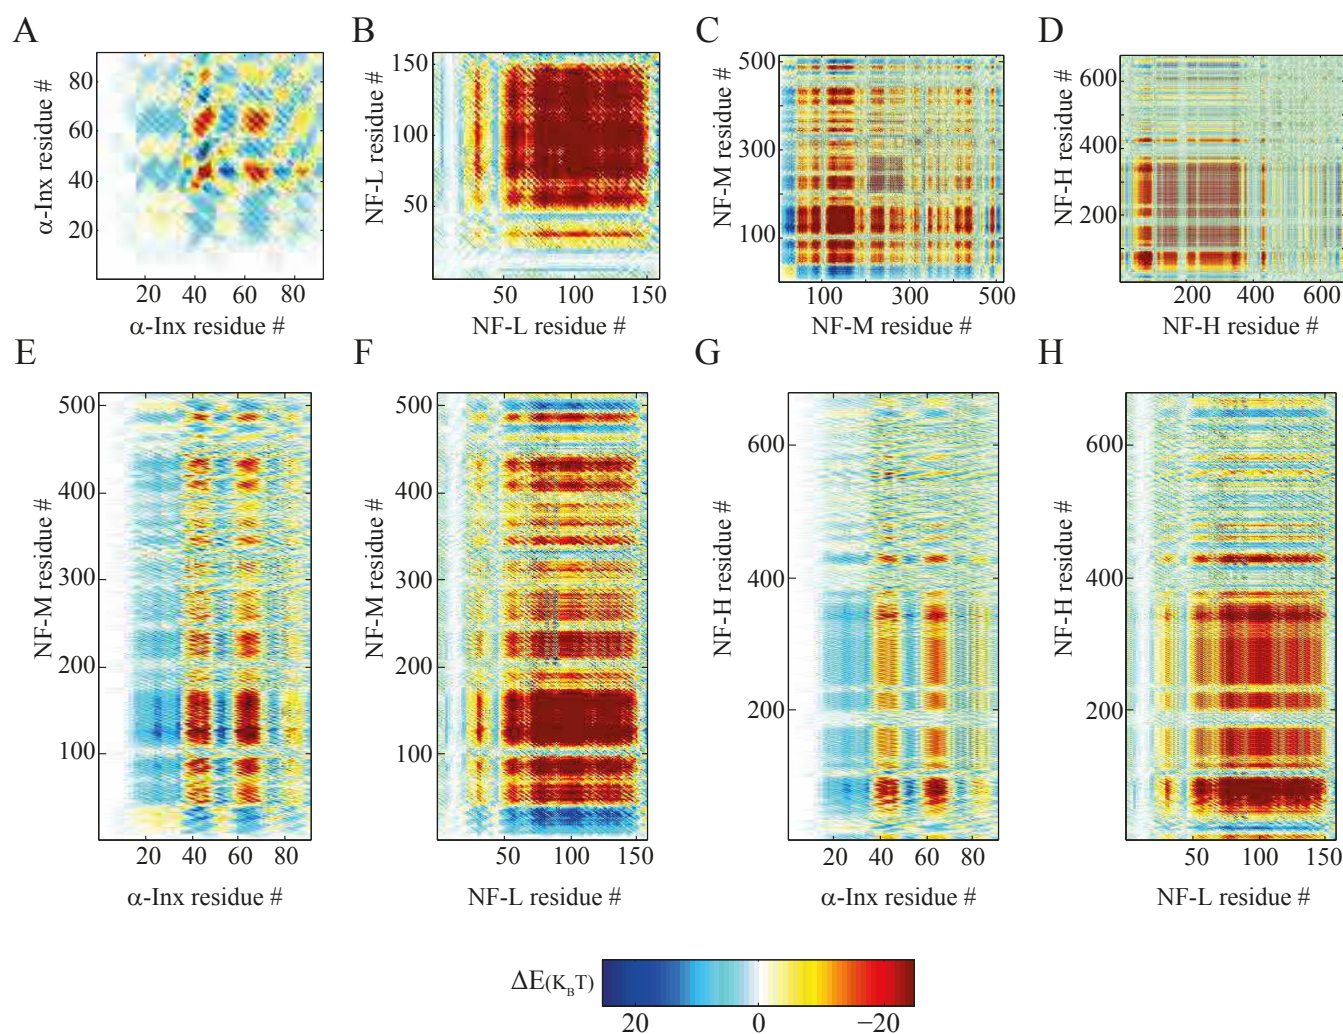 A
B
C
D
α-Inx residue #
80
60
40
20
20 40 60 80
α-Inx residue #
NF-L residue #
150
100
50
50 100 150
NF-L residue #
NF-M residue #
500
300
100
100 300 500
NF-M residue #
NF-H residue #
600
400
200
200 400 600
NF-H residue #
E
F
G
H
NF-M residue #
500
400
300
200
100
20 40 60 80
α-Inx residue #
NF-M residue #
500
400
300
200
100
50 100 150
NF-L residue #
NF-H residue #
600
400
200
20 40 60 80
α-Inx residue #
NF-H residue #
600
400
200
50 100 150
NF-L residue #
ΔE(K_BT)
20 0 −20